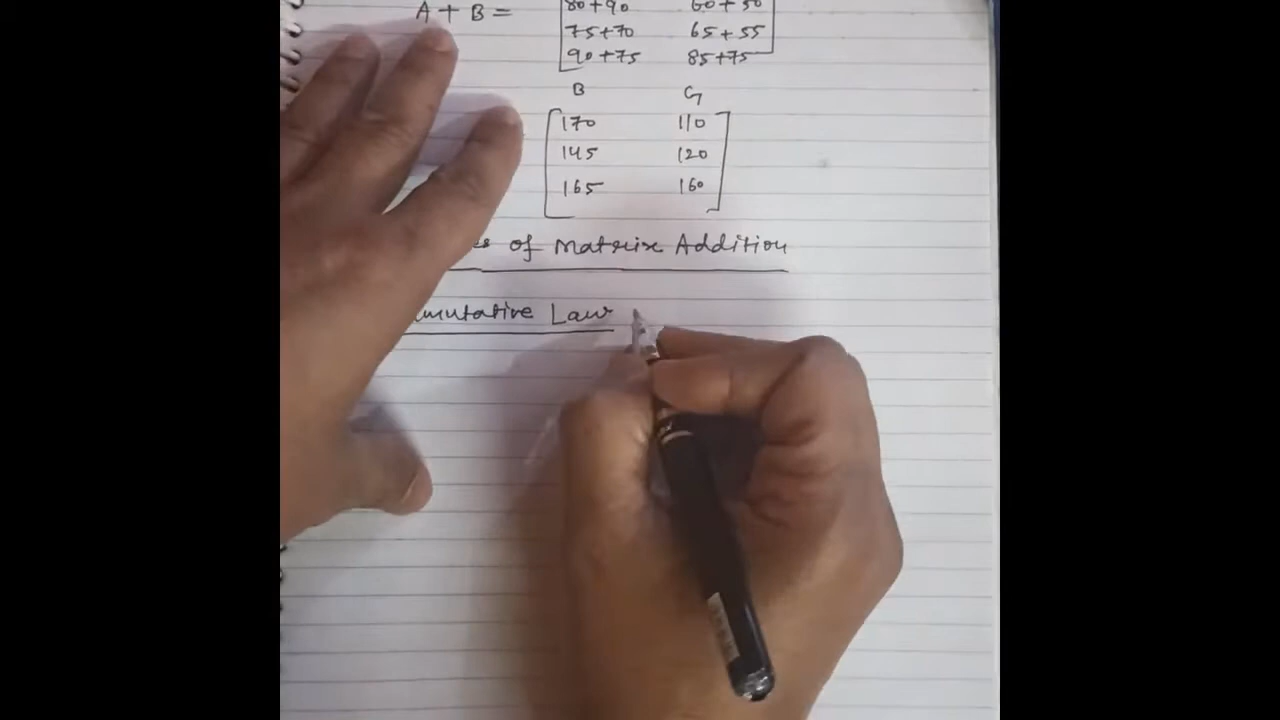 A + B = 80+90 60+50
75+70 65+55
90+75 85+75
B G
170 110
145 120
165 160
of Matrix Addition
Law